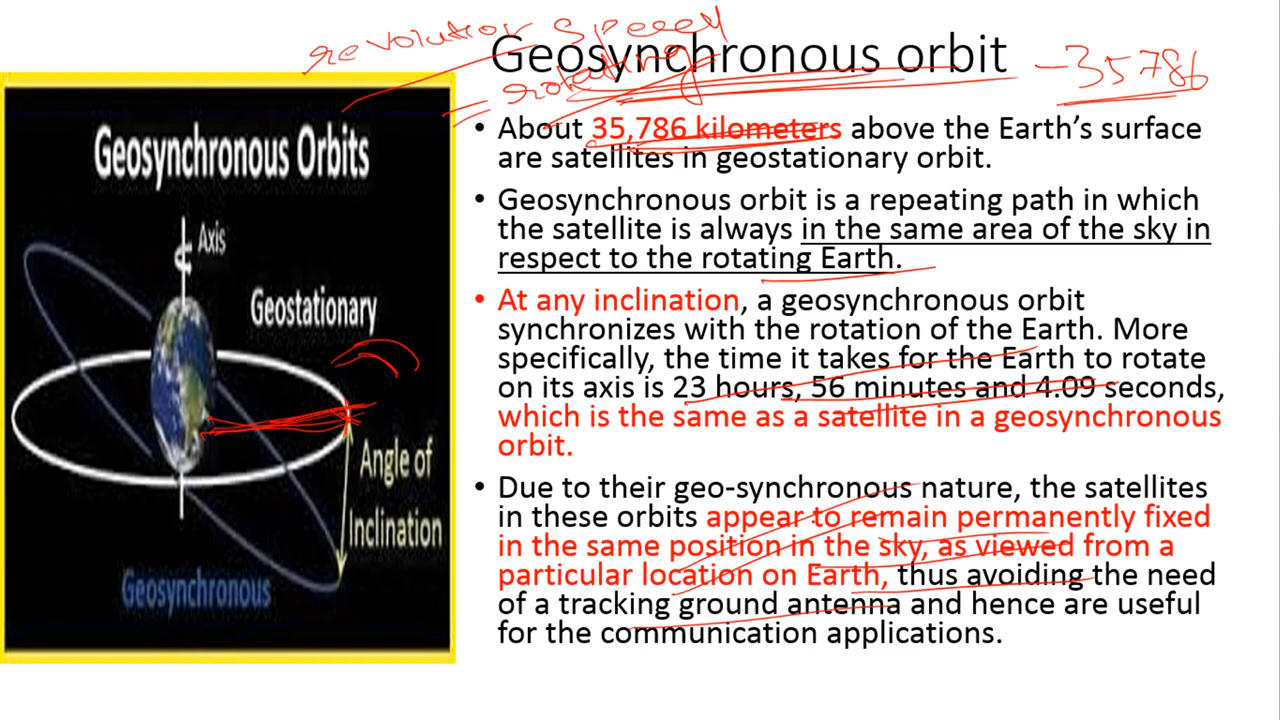 revolution speed
rotating
Geosynchronous orbit
-35786
Geosynchronous Orbits
Axis
Geostationary
Angle of
Inclination
Geosynchronous
• About 35,786 kilometers above the Earth’s surface
are satellites in geostationary orbit.
• Geosynchronous orbit is a repeating path in which
the satellite is always in the same area of the sky in
respect to the rotating Earth.
• At any inclination, a geosynchronous orbit
synchronizes with the rotation of the Earth. More
specifically, the time it takes for the Earth to rotate
on its axis is 23 hours, 56 minutes and 4.09 seconds,
which is the same as a satellite in a geosynchronous
orbit.
• Due to their geo-synchronous nature, the satellites
in these orbits appear to remain permanently fixed
in the same position in the sky, as viewed from a
particular location on Earth, thus avoiding the need
of a tracking ground antenna and hence are useful
for the communication applications.